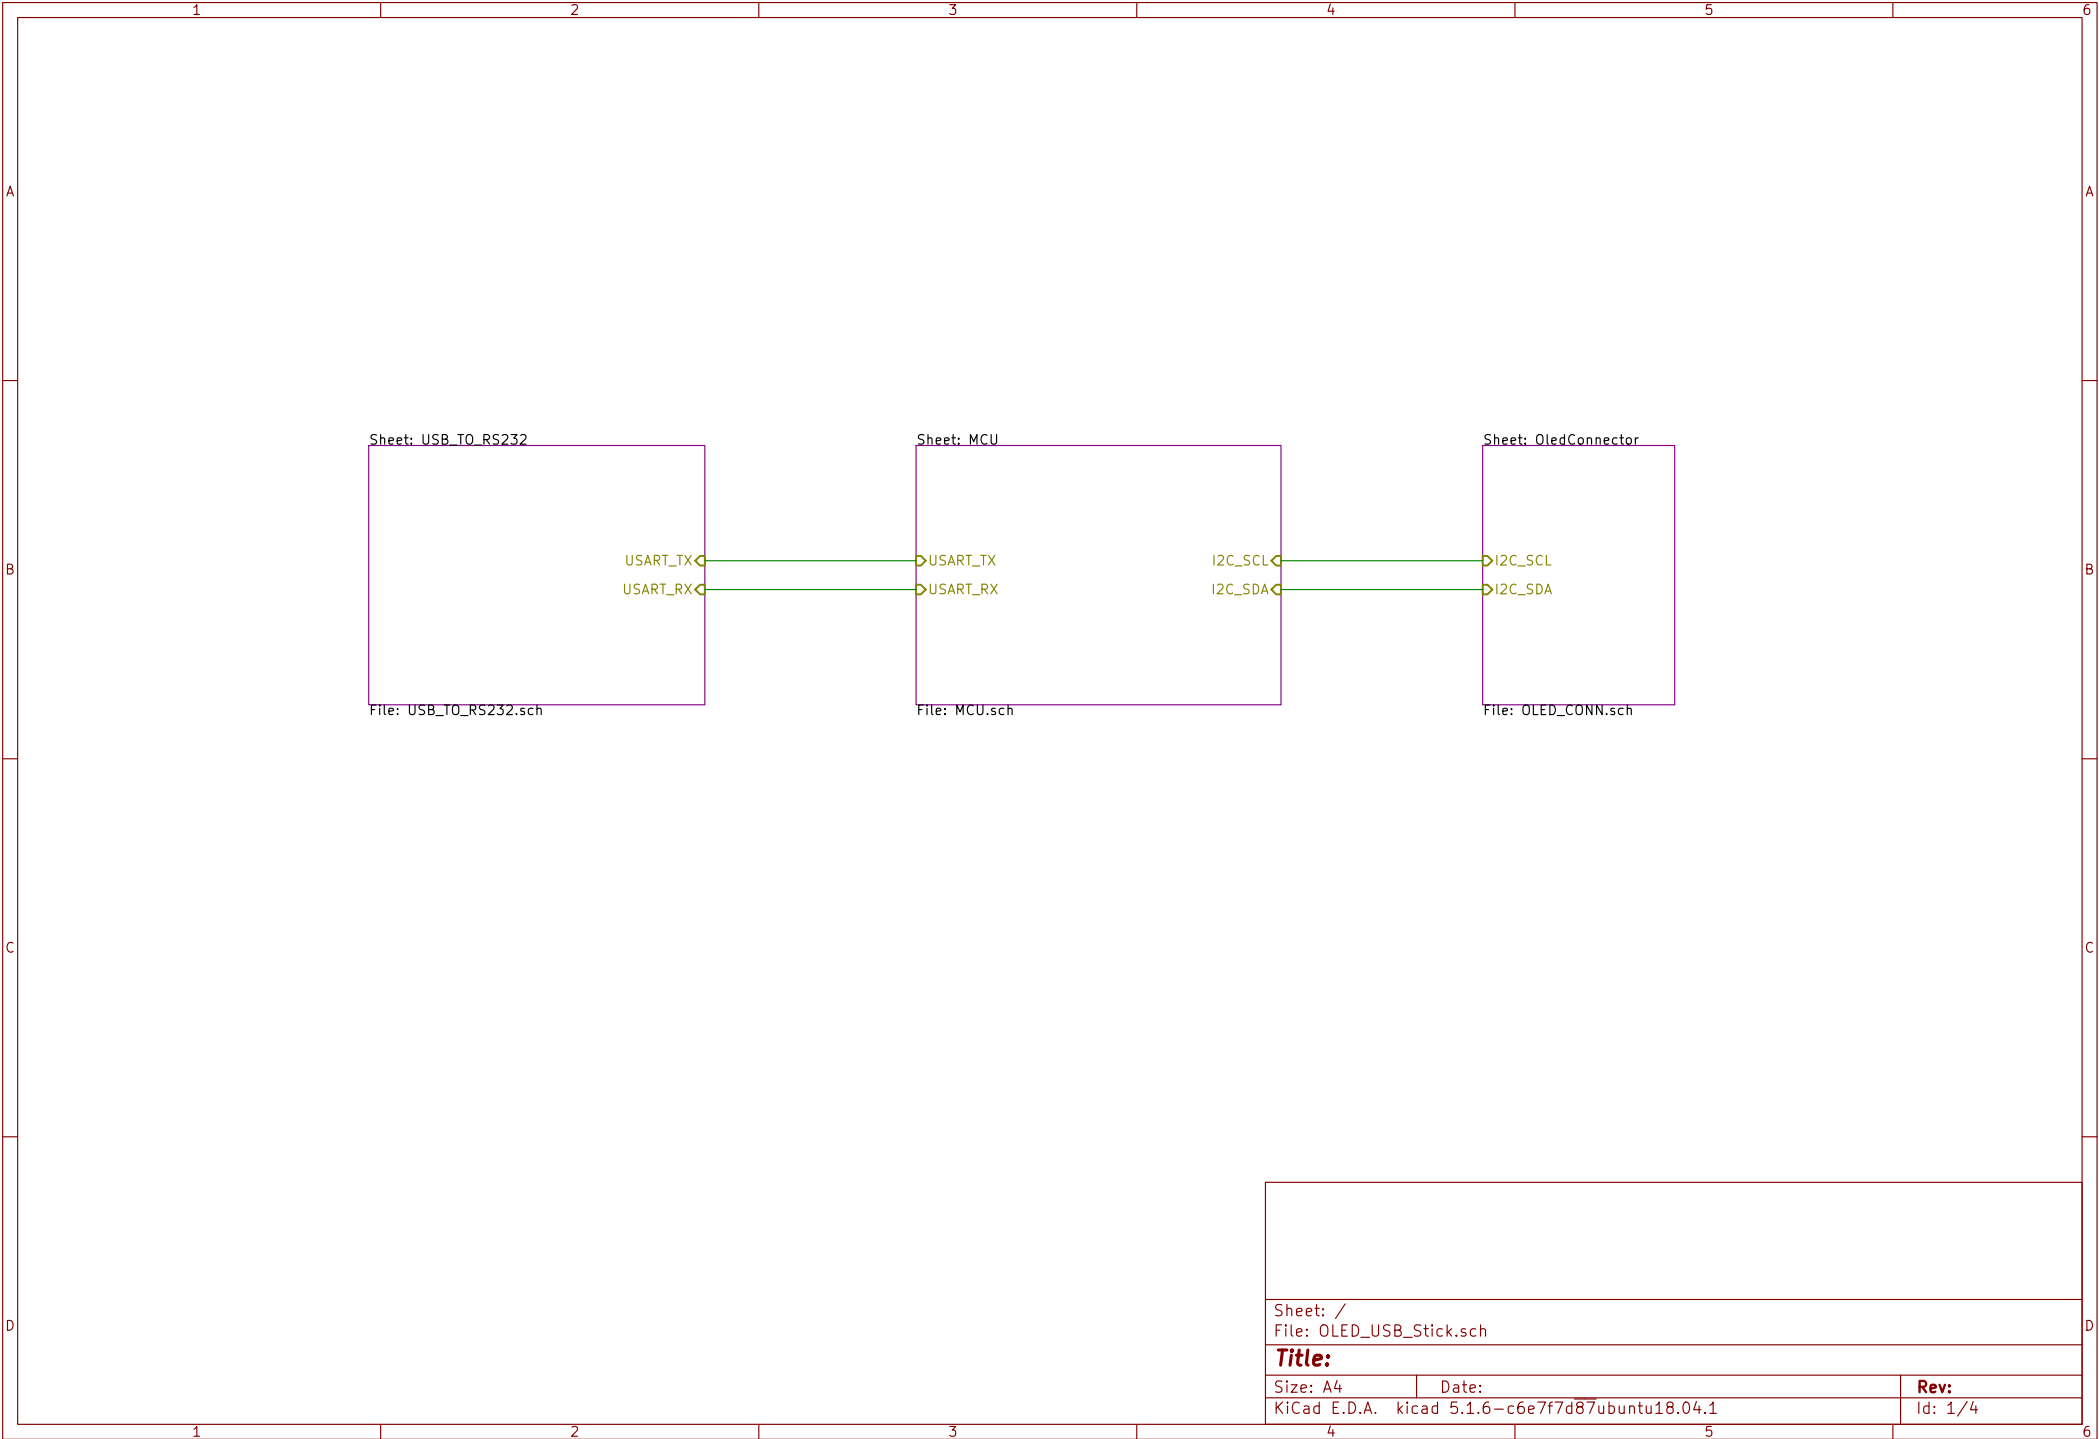 1 2 3 4 5 6
A A
Sheet: USB_TO_RS232 Sheet: MCU Sheet: OledConnector
USART_TX USART_TX I2C_SCL I2C_SCL
B B
USART_RX USART_RX I2C_SDA I2C_SDA
File: USB_TO_RS232.sch File: MCU.sch File: OLED_CONN.sch
C C
Sheet: /
D D
File: OLED_USB_Stick.sch
Title:
Size: A4 Date: Rev:
KiCad E.D.A. kicad 5.1.6-c6e7f7d87ubuntu18.04.1 Id: 1/4
1 2 3 4 5 6